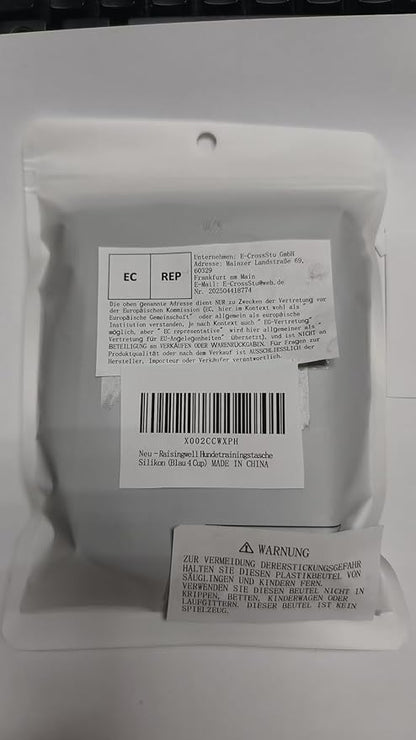 EC REP
Unternehmen: E-CrossStu GmbH
Adresse: Mainzer Landstraße 69,
60329
Frankfurt am Main
E-Mail: E-CrossStu@web.de
Nr. 202504418774
Die oben genannte Adresse dient NUR zu Zwecken der Vertretung vor
der Europäischen Kommission (EC, hier im Kontext wohl als
Europäische Gemeinschaft" oder allgemein als europäische
Institution verstanden, je nach Kontext auch " EG-Vertretung"
möglich, aber " EC representative" wird hier allgemeiner als
Vertretung für EU-Angelegenheiten" übersetzt), und ist NICHT an
BETEILIGUNG an VERKÄUFEN ODER WARENRÜCKGABEN. Für Fragen zur
Produktqualität oder nach dem Verkauf ist AUSSCHLIESSLICH der
Hersteller, Importeur oder Verkäufer verantwortlich.
X002CCWXPH
Neu - Raisingwell Hundetrainingstasche
Silikon (Blau 4 Cup) MADE IN CHINA
⚠ WARNUNG
ZUR VERMEIDUNG DERERSTICKUNGSGEFAHR
HALTEN SIE DIESEN PLASTIKBEUTEL VON
SÄUGLINGEN UND KINDERN FERN.
VERWENDEN SIE DIESEN BEUTEL NICHT IN
KRIPPEN, BETTEN, KINDERWAGEN ODER
LAUFGITTERN. DIESER BEUTEL IST KEIN
SPIELZEUG.